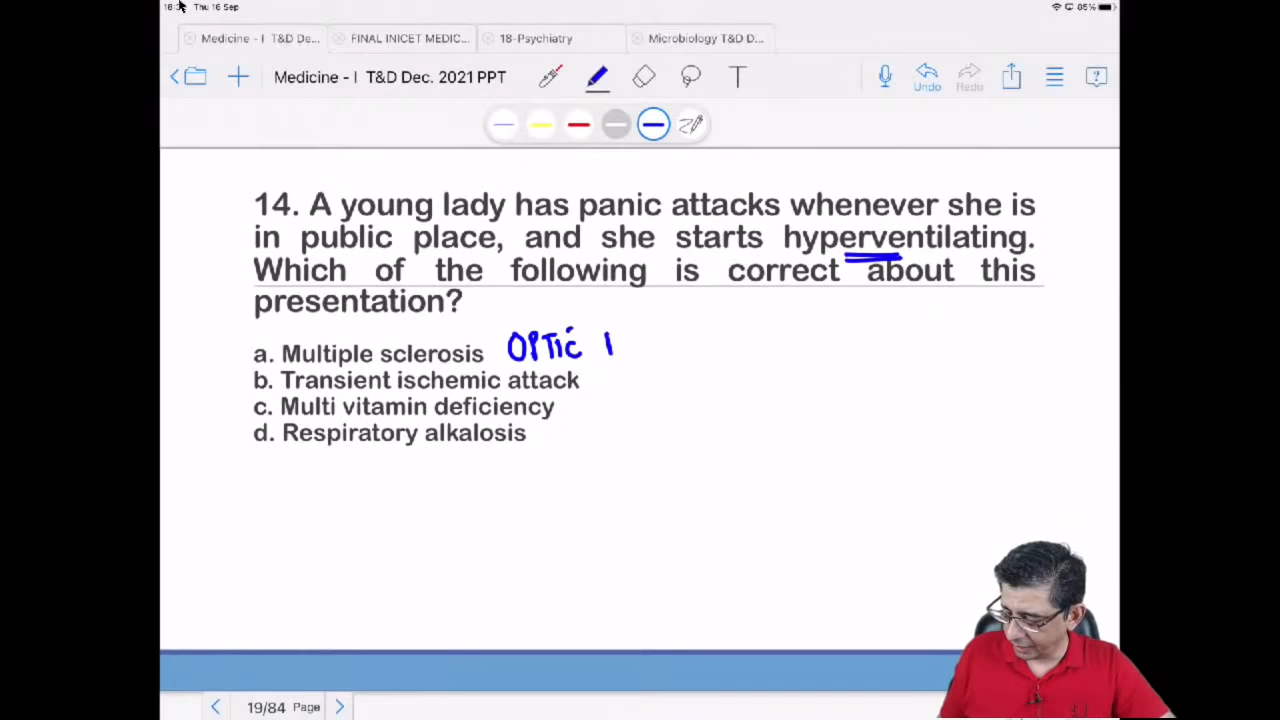 Thu 16 Sep
85%
Medicine - I T&D De...
FINAL INICET MEDIC...
18-Psychiatry
Microbiology T&D D...
Medicine - I T&D Dec. 2021 PPT
T
Undo
Redo
?
14. A young lady has panic attacks whenever she is
in public place, and she starts hyperventilating.
Which of the following is correct about this
presentation?
a. Multiple sclerosis OPTIC
b. Transient ischemic attack
c. Multi vitamin deficiency
d. Respiratory alkalosis
19/84 Page